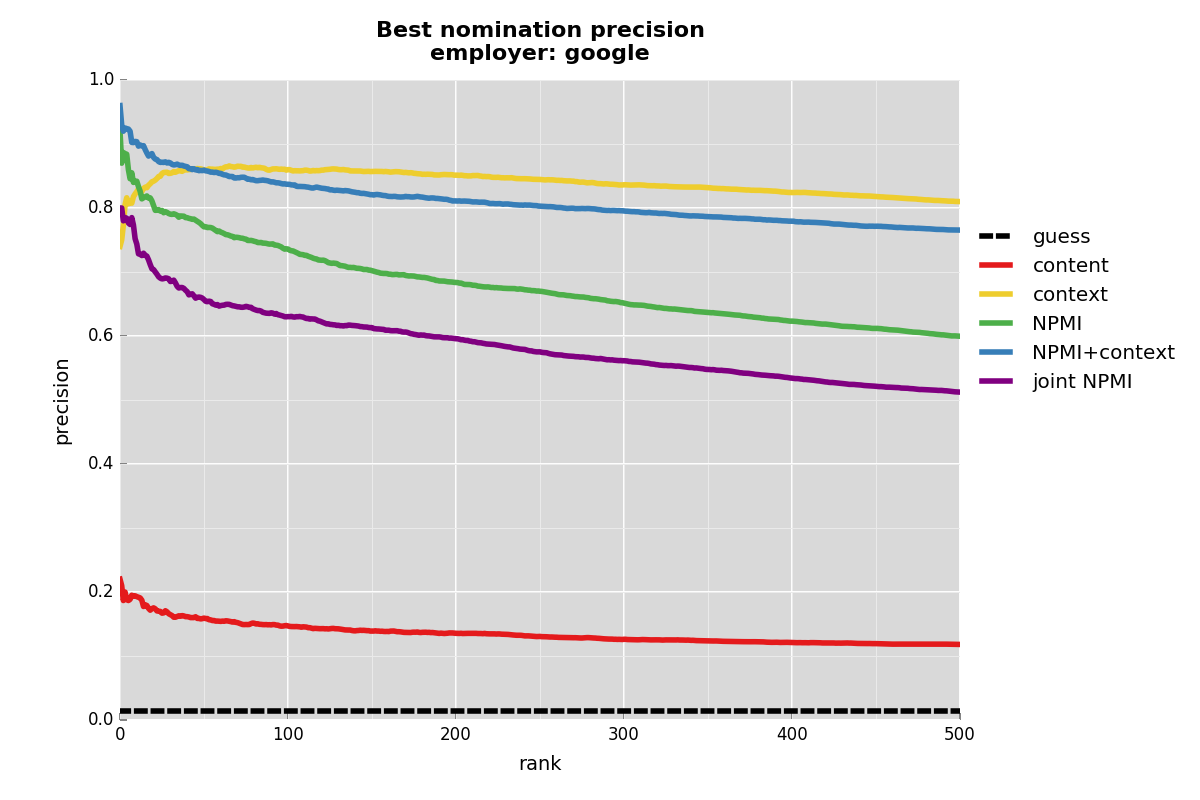 Best nomination precision
employer: google
1.0
0.8
0.6
0.4
0.2
0.0
precision
0 100 200 300 400 500
rank
guess
content
context
NPMI
NPMI+context
joint NPMI